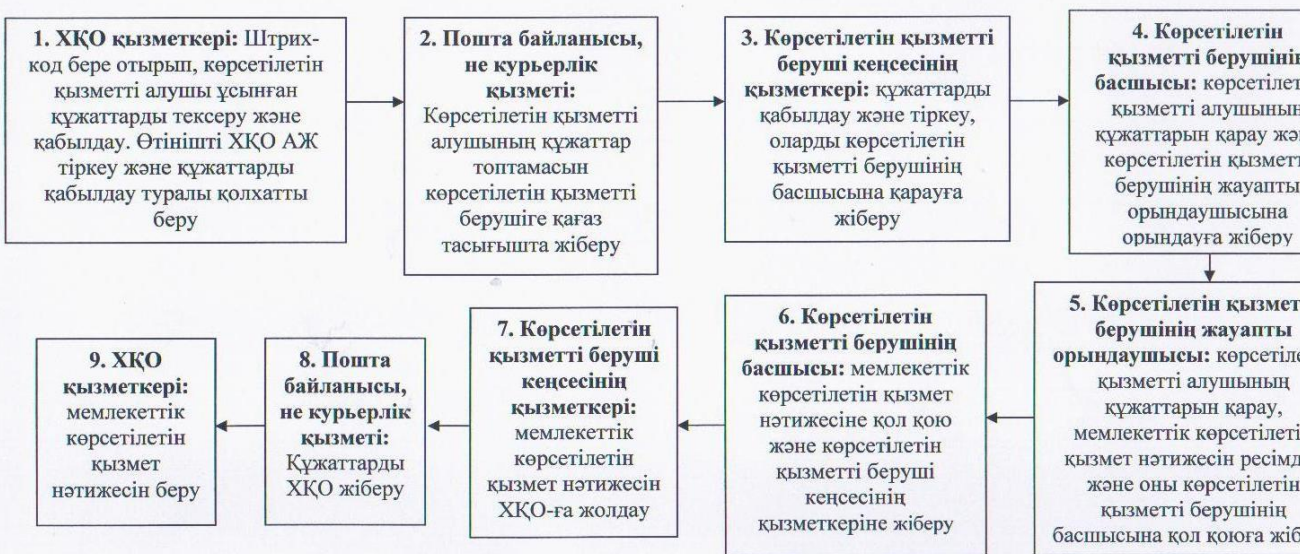 1. ХҚО қызметкері: Штрих-
код бере отырып, көрсетілетін
қызметті алушы ұсынған
құжаттарды тексеру және
қабылдау. Өтінішті ХҚО АЖ
тіркеу және құжаттарды
қабылдау туралы қолхатты
беру
2. Пошта байланысы,
не курьерлік
қызметі:
Көрсетілетін қызметті
алушының құжаттар
топтамасын
көрсетілетін қызметті
берушіге қағаз
тасығышта жіберу
3. Көрсетілетін қызметті
беруші кеңсесінің
қызметкері: құжаттарды
қабылдау және тіркеу,
оларды көрсетілетін
қызметті берушінің
басшысына қарауға
жіберу
4. Көрсетілетін
қызметті берушінің
басшысы: көрсетілет
қызметті алушының
құжаттарын қарау жән
көрсетілетін қызметт
берушінің жауапты
орындаушысына
орындауға жіберу
5. Көрсетілетін қызмет
берушінің жауапты
орындаушысы: көрсетіле
қызметті алушының
құжаттарын қарау,
мемлекеттік көрсетілеті
қызмет нәтижесін ресімд
және оны көрсетілетін
қызметті берушінің
басшысына қол қоюға жіб
6. Көрсетілетін
қызметті берушінің
басшысы: мемлекеттік
көрсетілетін қызмет
нәтижесіне қол қою
және көрсетілетін
қызметті беруші
кеңсесінің
қызметкеріне жіберу
7. Көрсетілетін
қызметті беруші
кеңсесінің
қызметкері:
мемлекеттік
көрсетілетін
қызмет нәтижесін
ХҚО-ға жолдау
8. Пошта
байланысы,
не курьерлік
қызметі:
Құжаттарды
ХҚО жіберу
9. ХҚО
қызметкері:
мемлекеттік
көрсетілетін
қызмет
нәтижесін беру